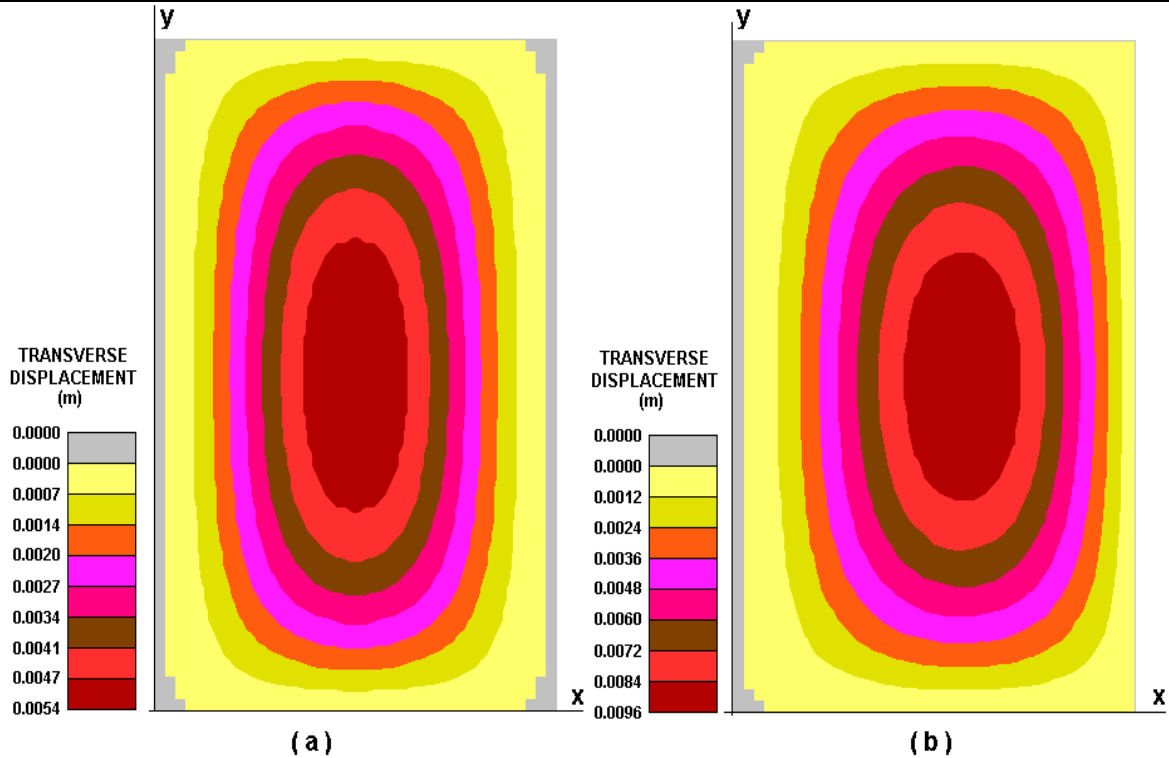 y
TRANSVERSE
DISPLACEMENT
(m)
0.0000
0.0000
0.0007
0.0014
0.0020
0.0027
0.0034
0.0041
0.0047
0.0054
x
( a )
y
TRANSVERSE
DISPLACEMENT
(m)
0.0000
0.0000
0.0012
0.0024
0.0036
0.0048
0.0060
0.0072
0.0084
0.0096
x
( b )